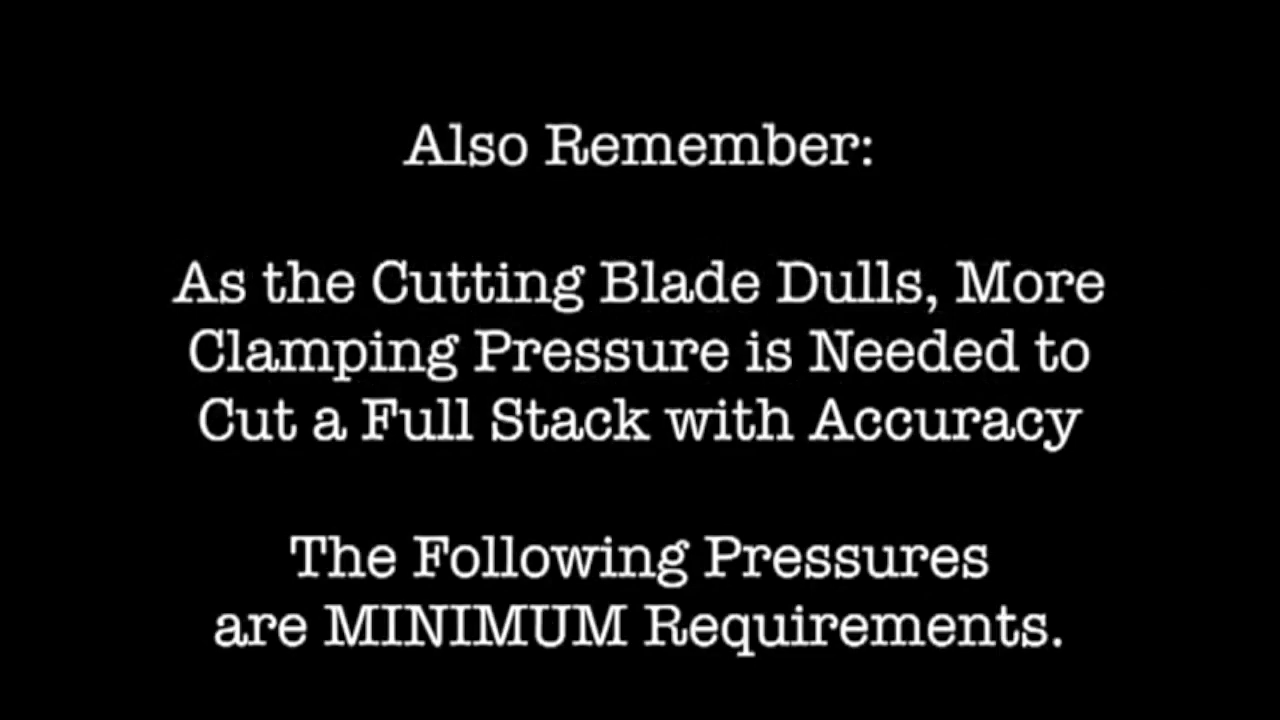 Also Remember:
As the Cutting Blade Dulls, More
Clamping Pressure is Needed to
Cut a Full Stack with Accuracy
The Following Pressures
are MINIMUM Requirements.